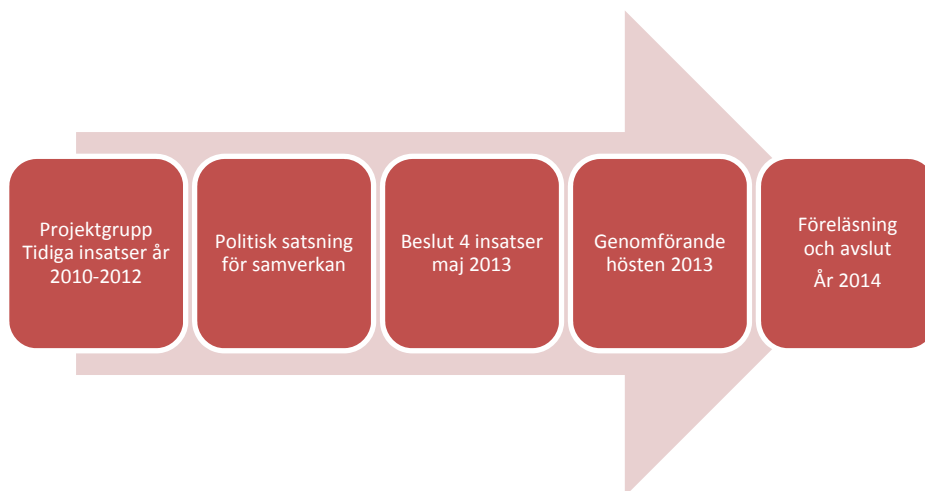 Projektgrupp
Tidiga insatser år
2010-2012
Politisk satsning
för samverkan
Beslut 4 insatser
maj 2013
Genomförande
hösten 2013
Föreläsning
och avslut
År 2014